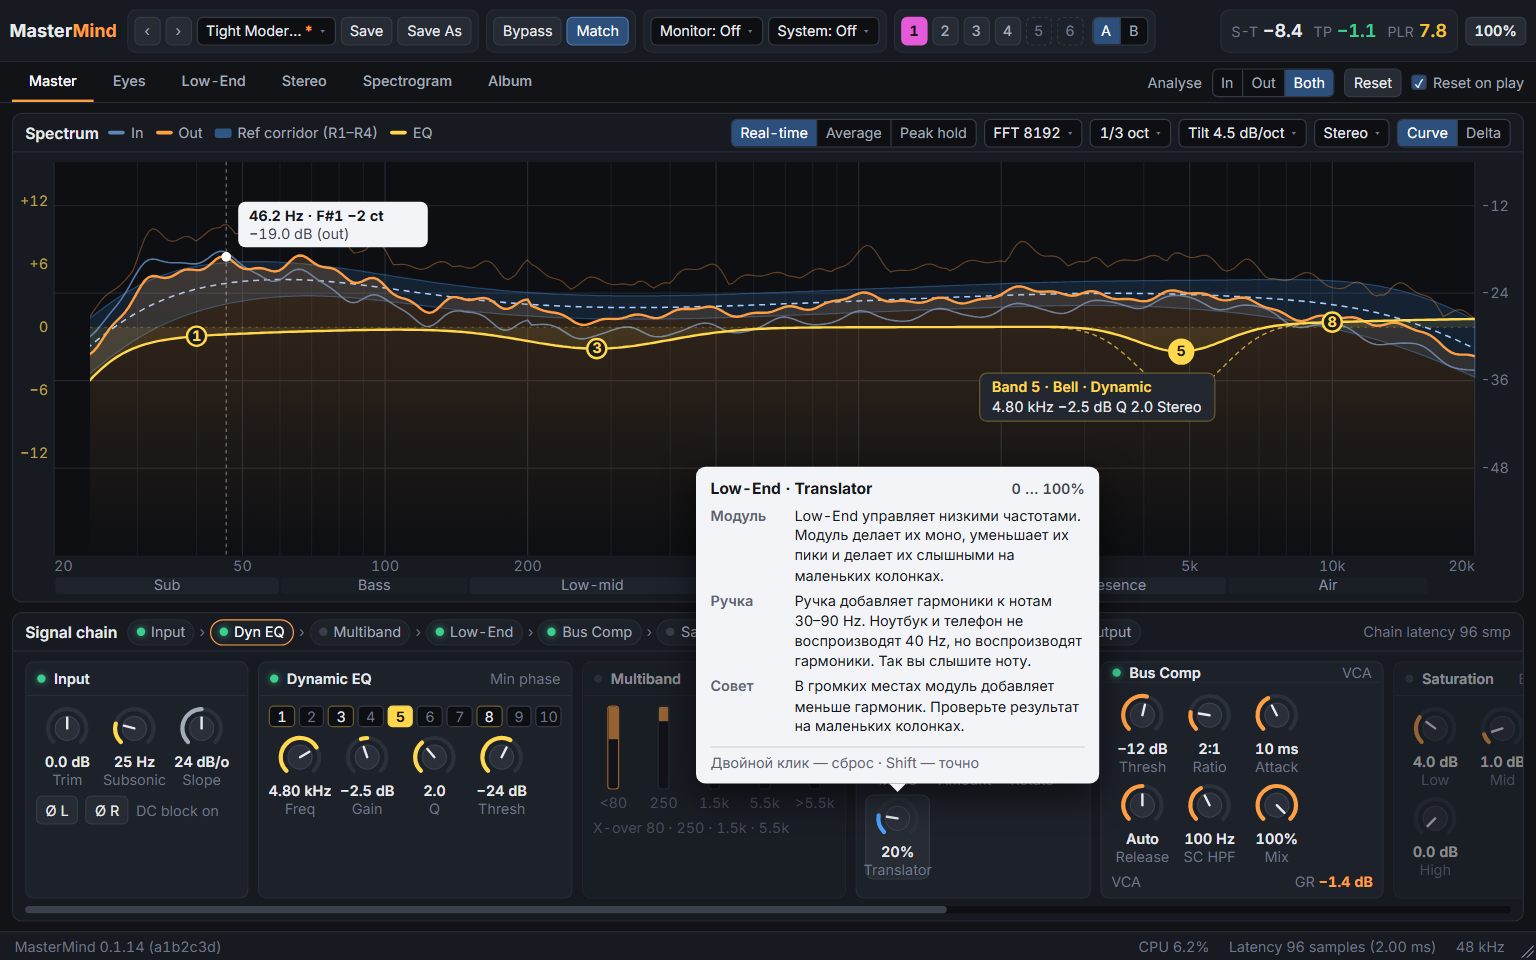 MasterMind ‹ › Tight Moder... * Save Save As Bypass Match Monitor: Off System: Off 1 2 3 4 5 6 A B S-T −8.4 TP −1.1 PLR 7.8 100%
Master Eyes Low-End Stereo Spectrogram Album Analyse In Out Both Reset Reset on play
Spectrum In Out Ref corridor (R1–R4) EQ Real-time Average Peak hold FFT 8192 1/3 oct Tilt 4.5 dB/oct Stereo Curve Delta
+12 -12
46.2 Hz · F#1 −2 ct
−19.0 dB (out)
+6 -24
0
1 3 5 8
−6 -36
Band 5 · Bell · Dynamic
4.80 kHz −2.5 dB Q 2.0 Stereo
−12 -48
20 50 100 200 5k 10k 20k
Sub Bass Low-mid esence Air
Low-End · Translator 0 ... 100%
Модуль Low-End управляет низкими частотами.
Модуль делает их моно, уменьшает их
пики и делает их слышными на
маленьких колонках.
Ручка Ручка добавляет гармоники к нотам
30–90 Hz. Ноутбук и телефон не
воспроизводят 40 Hz, но воспроизводят
гармоники. Так вы слышите ноту.
Совет В громких местах модуль добавляет
меньше гармоник. Проверьте результат
на маленьких колонках.
Двойной клик — сброс · Shift — точно
Signal chain Input › Dyn EQ › Multiband › Low-End › Bus Comp › Sa utput Chain latency 96 smp
Input
0.0 dB 25 Hz 24 dB/o
Trim Subsonic Slope
Ø L Ø R DC block on
Dynamic EQ Min phase
1 2 3 4 5 6 7 8 9 10
4.80 kHz −2.5 dB 2.0 −24 dB
Freq Gain Q Thresh
Multiband
<80 250 1.5k 5.5k >5.5k
X-over 80 · 250 · 1.5k · 5.5k
20%
Translator
Bus Comp VCA
−12 dB 2:1 10 ms
Thresh Ratio Attack
Auto 100 Hz 100%
Release SC HPF Mix
VCA GR −1.4 dB
Saturation
4.0 dB 1.0 dB
Low Mid
0.0 dB
High
MasterMind 0.1.14 (a1b2c3d) CPU 6.2% Latency 96 samples (2.00 ms) 48 kHz